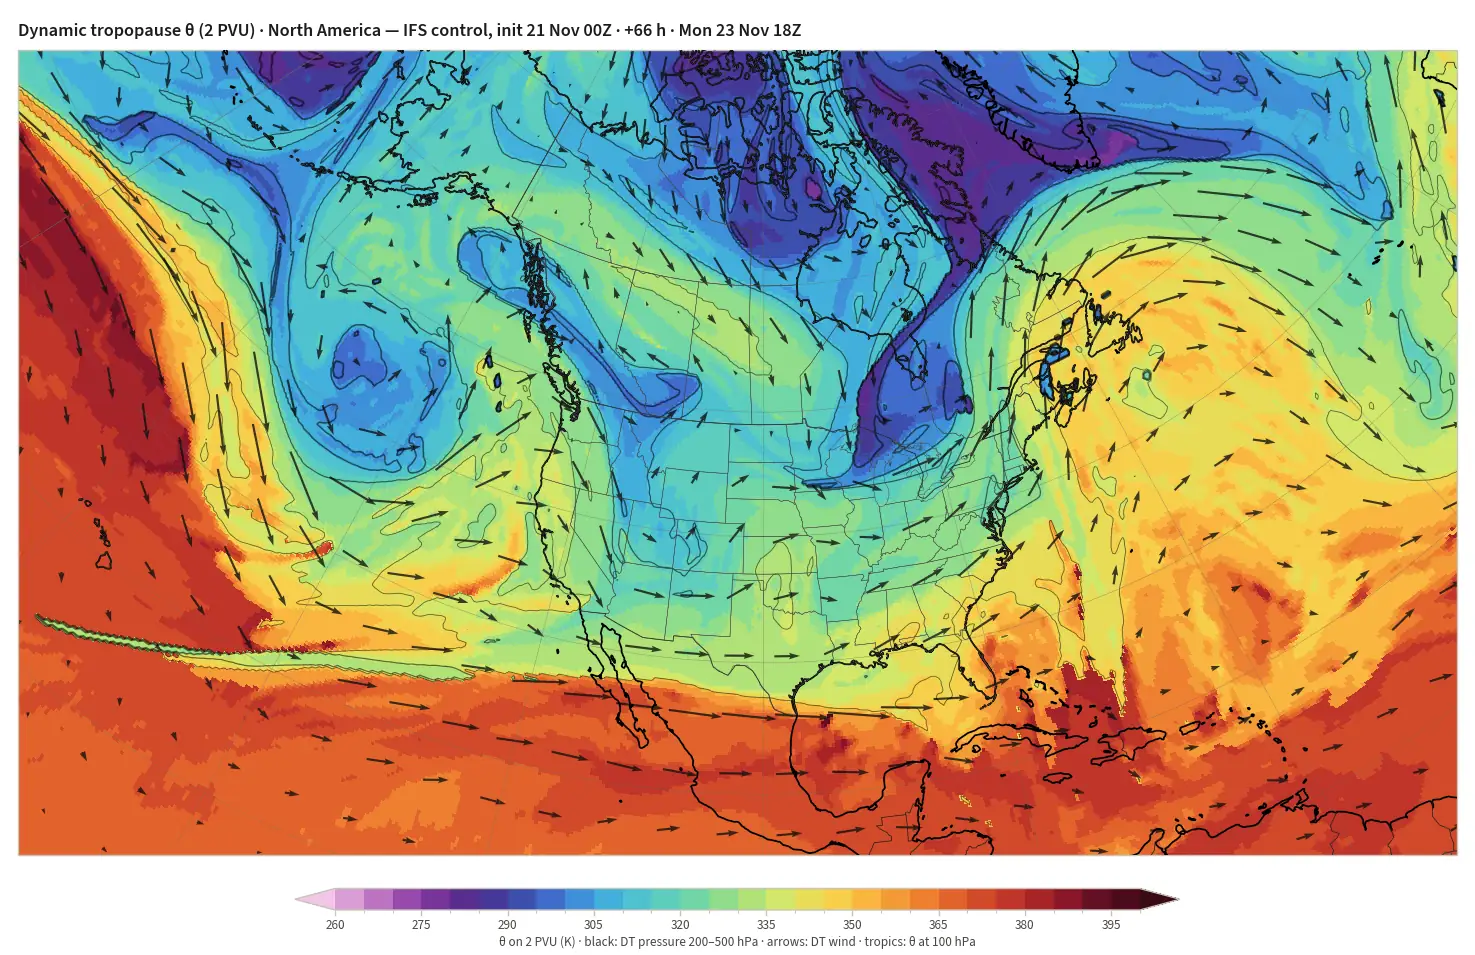 Dynamic tropopause θ (2 PVU) · North America — IFS control, init 21 Nov 00Z · +66 h · Mon 23 Nov 18Z
260 275 290 305 320 335 350 365 380 395
θ on 2 PVU (K) · black: DT pressure 200–500 hPa · arrows: DT wind · tropics: θ at 100 hPa